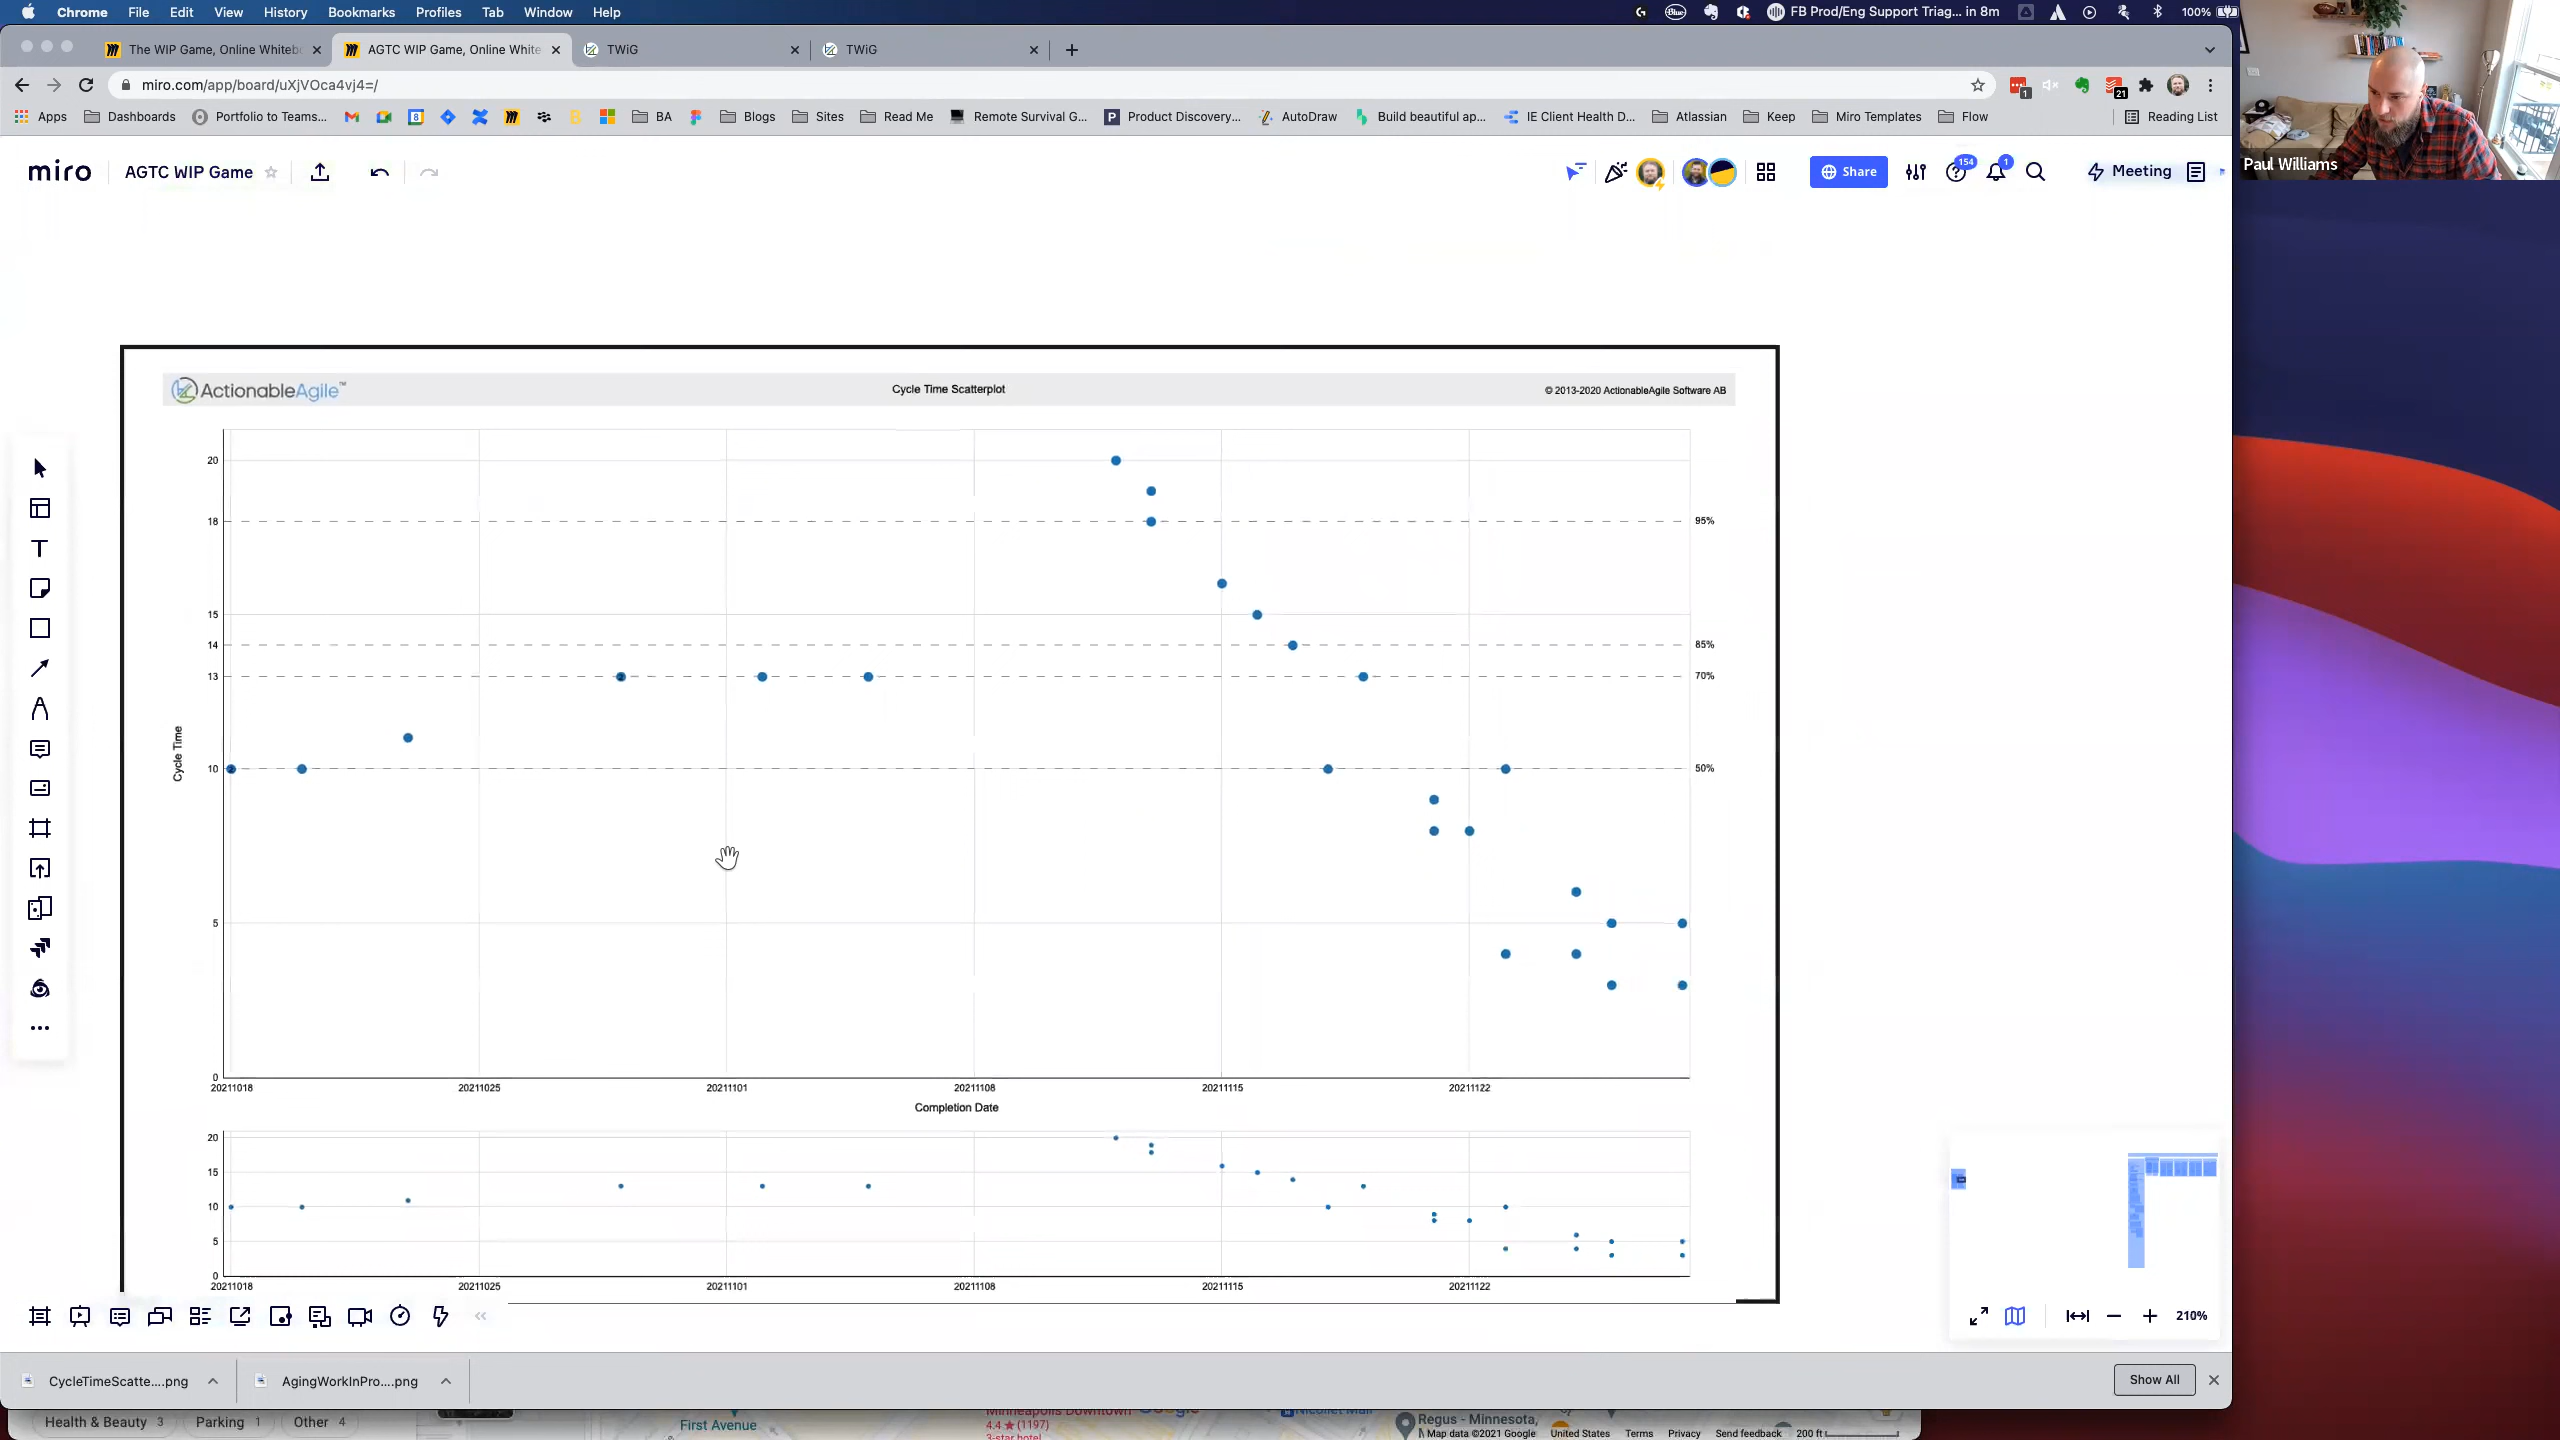 Chrome File Edit View History Bookmarks Profiles Tab Window Help
FB Prod/Eng Support Triag... in 8m
100%
The WIP Game, Online Whitebo
AGTC WIP Game, Online White
TWiG
TWiG
miro.com/app/board/uXjVOca4vj4=/
1
21
Apps Dashboards Portfolio to Teams... 8 BA Blogs Sites Read Me Remote Survival G... Product Discovery... AutoDraw Build beautiful ap... IE Client Health D... Atlassian Keep Miro Templates Flow Reading List
Paul Williams
miro AGTC WIP Game
Share
154
1
Meeting
ActionableAgile™
Cycle Time Scatterplot
© 2013-2020 ActionableAgile Software AB
20
18
95%
15
14
85%
13
70%
Cycle Time
10
50%
5
0
20211018 20211025 20211101 20211108 20211115 20211122
Completion Date
20
15
10
5
0
20211018 20211025 20211101 20211108 20211115 20211122
210%
CycleTimeScatte....png
AgingWorkInPro....png
Show All
Health & Beauty 3 Parking 1 Other 4
First Avenue
Minneapolis Downtown
4.4 ★ (1197)
3-star hotel
Nicollet Mall
Regus - Minnesota,
Map data ©2021 Google United States Terms Privacy Send feedback 200 ft